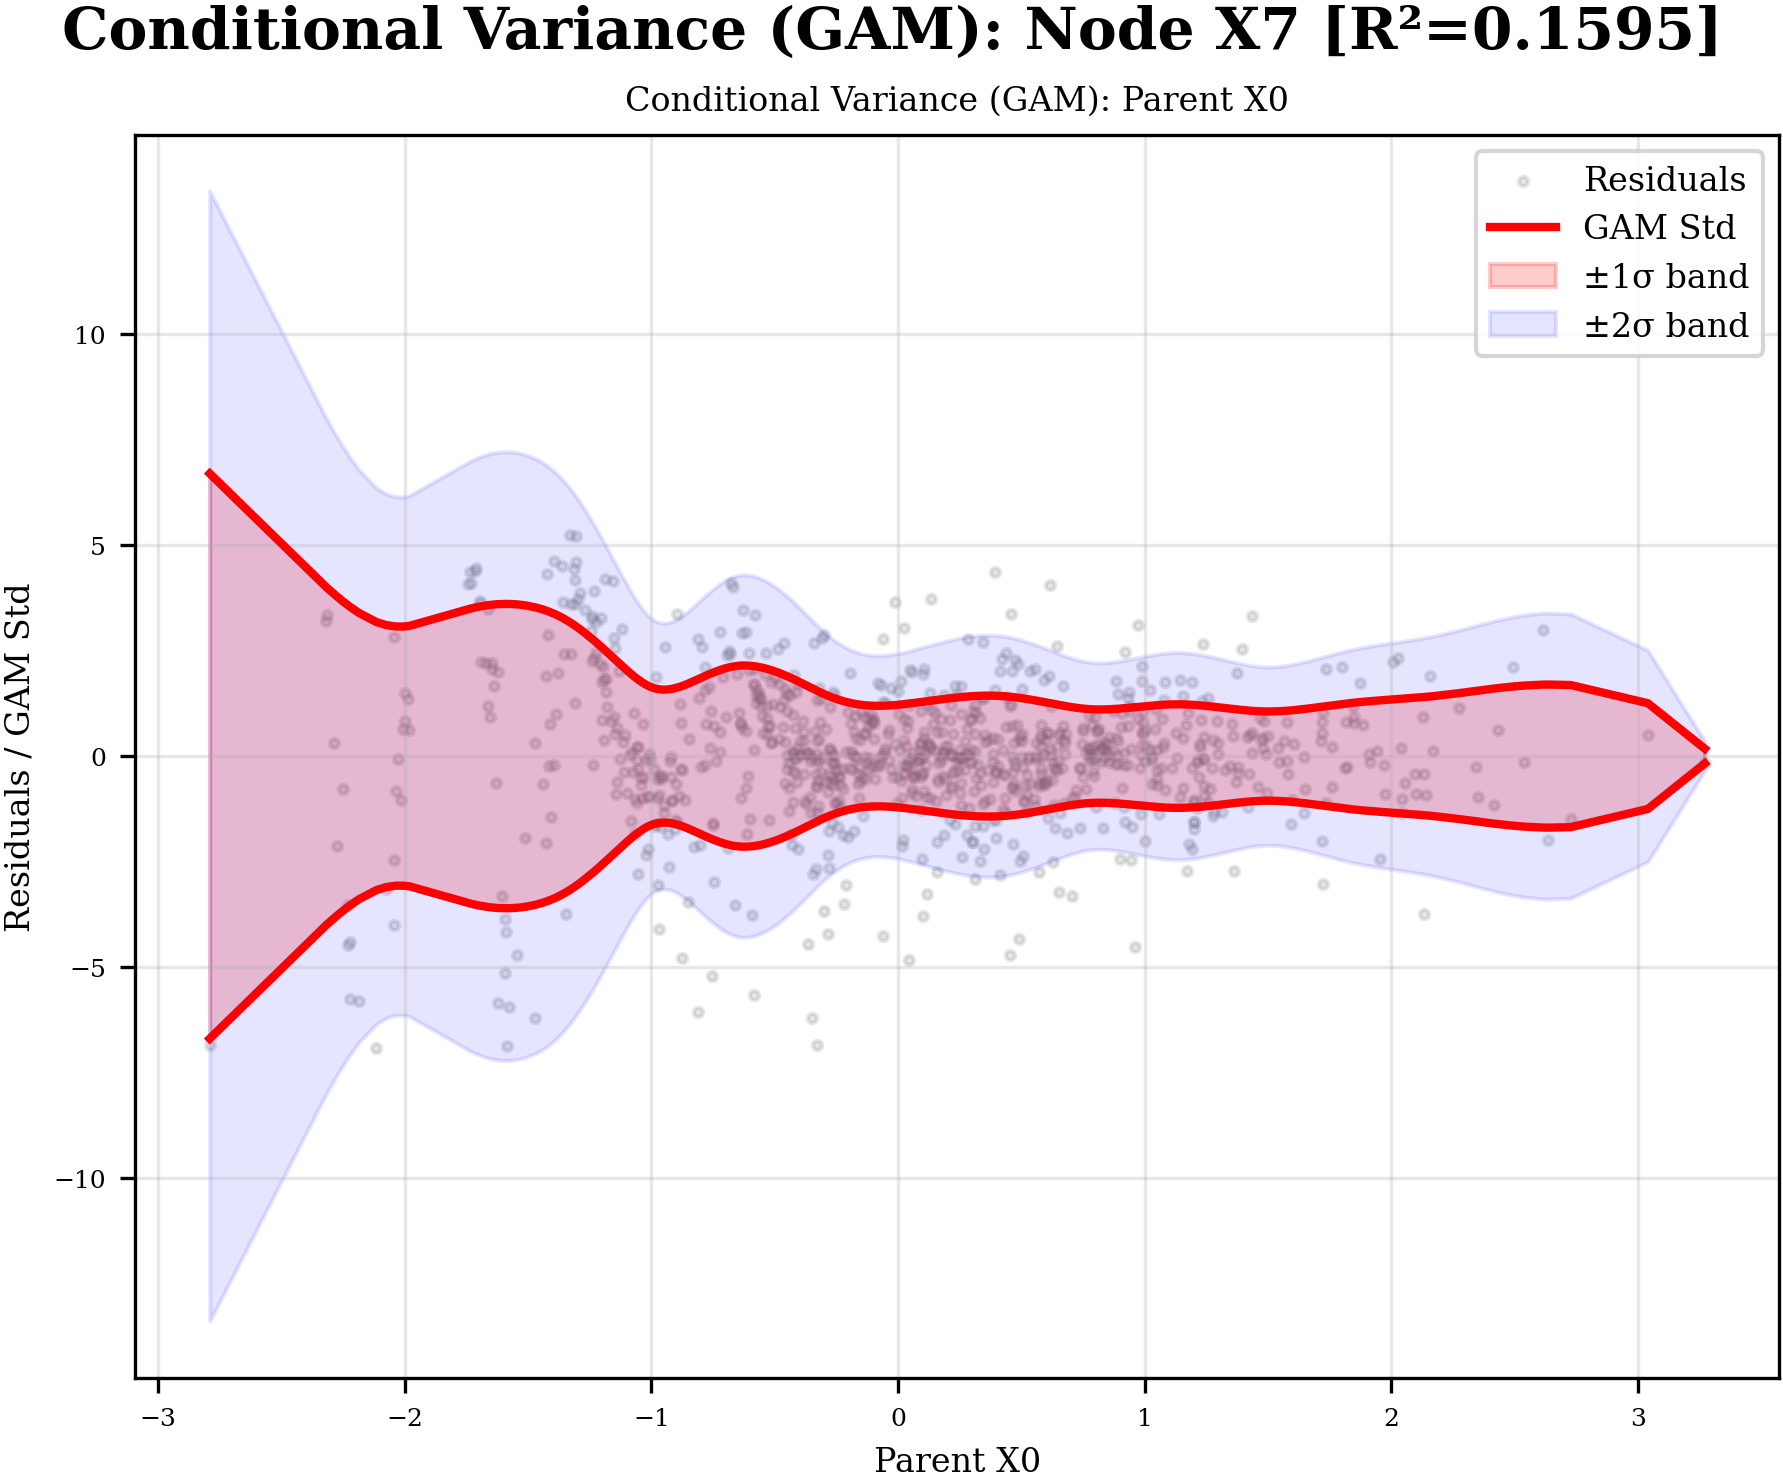 Conditional Variance (GAM): Node X7 [R²=0.1595]
Conditional Variance (GAM): Parent X0
Residuals
GAM Std
±1σ band
±2σ band
Residuals / GAM Std
10
5
0
−5
−10
−3
−2
−1
0
1
2
3
Parent X0